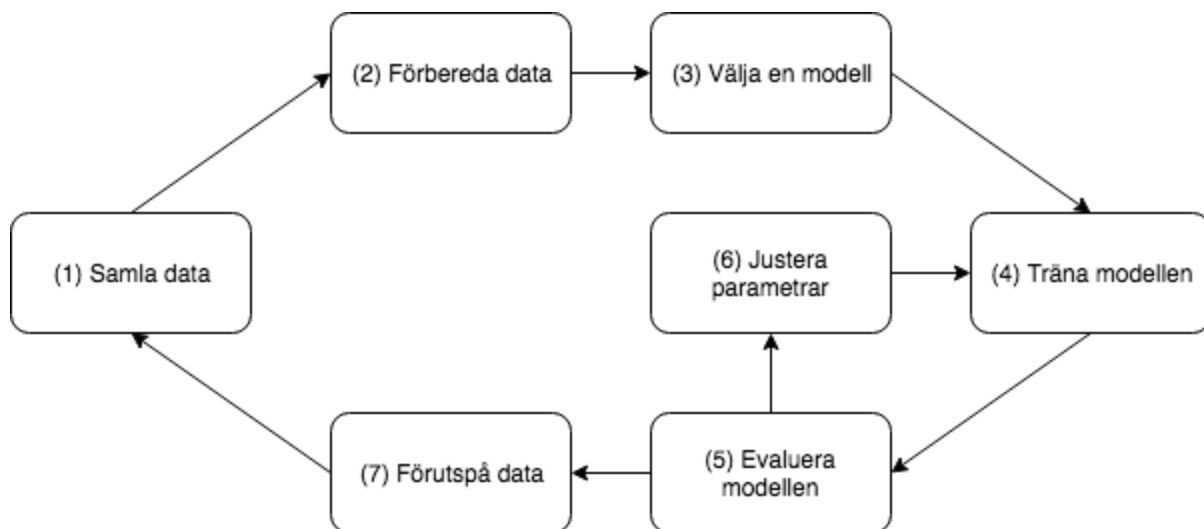 (1) Samla data
(2) Förbereda data
(3) Välja en modell
(4) Träna modellen
(5) Evaluera
modellen
(6) Justera
parametrar
(7) Förutspå data